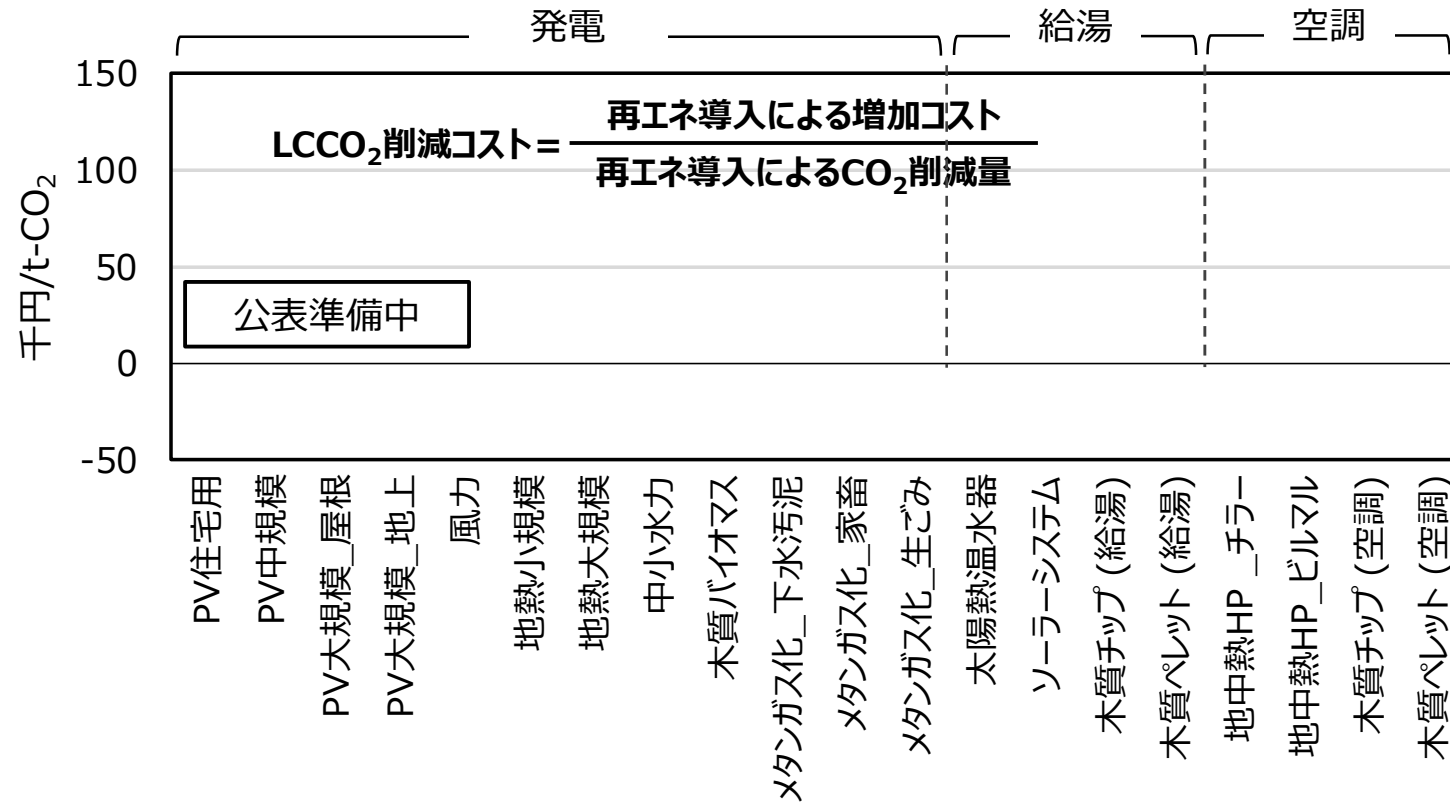 発電 給湯 空調
150
100
50
0
-50
千円/t-CO₂
LCCO₂削減コスト=
再エネ導入による増加コスト
再エネ導入によるCO₂削減量
公表準備中
PV住宅用
PV中規模
PV大規模_屋根
PV大規模_地上
風力
地熱小規模
地熱大規模
中小水力
木質バイオマス
メタンガス化_下水汚泥
メタンガス化_家畜
メタンガス化_生ごみ
太陽熱温水器
ソーラーシステム
木質チップ (給湯)
木質ペレット (給湯)
地中熱HP _チラー
地中熱HP_ビルマル
木質チップ (空調)
木質ペレット (空調)